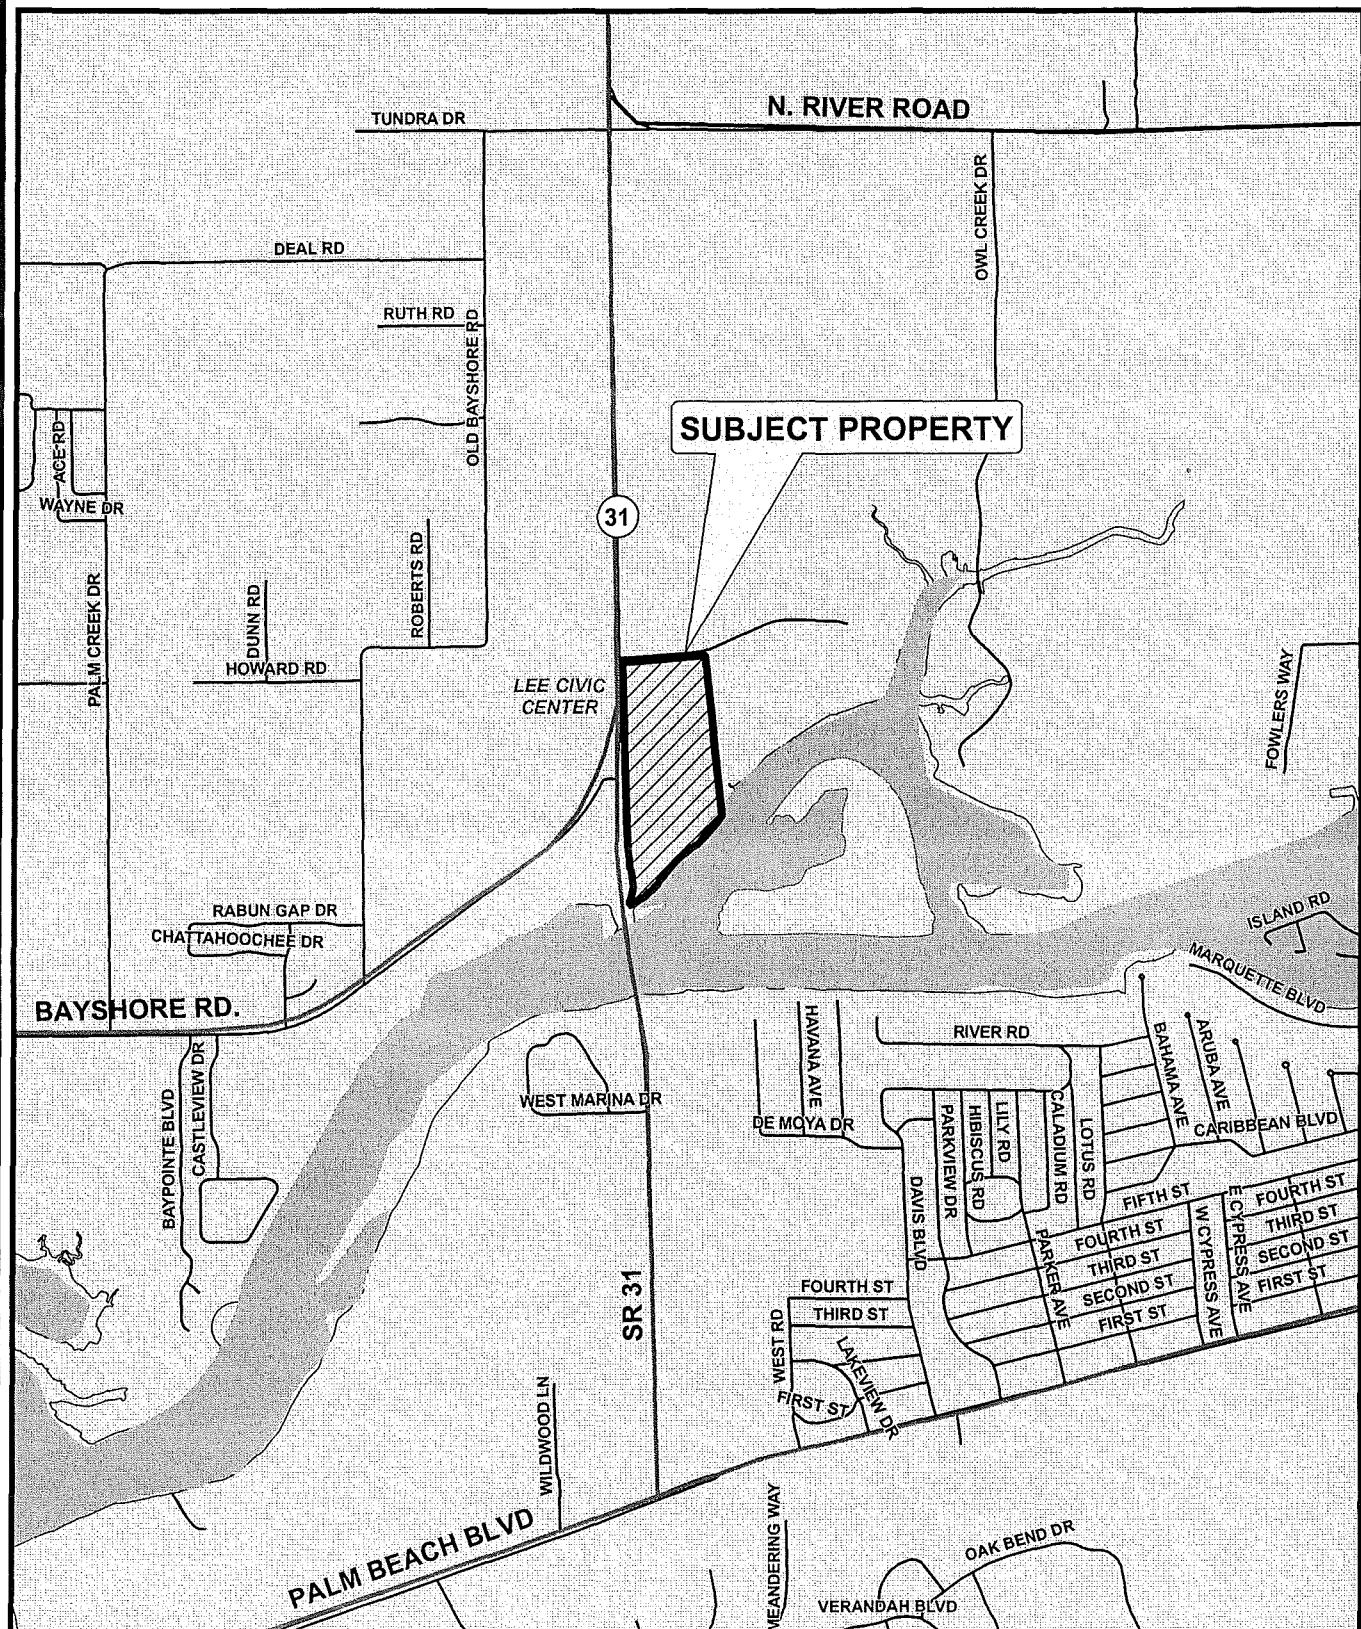 N. RIVER ROAD
TUNDRA DR
OWL CREEK DR
DEAL RD
RUTH RD
OLD BAYSHORE RD
SUBJECT PROPERTY
ACE RD
WAYNE DR
31
ROBERTS RD
PALM CREEK DR
DUNN RD
HOWARD RD
LEE CIVIC
CENTER
FOWLERS WAY
RABUN GAP DR
CHATTAHOOCHEE DR
ISLAND RD
MARQUETTE BLVD
BAYSHORE RD.
RIVER RD
HAVANA AVE
BAHAMA AVE
ARUBA AVE
CASTLEVIEW DR
BAYPOINTE BLVD
WEST MARINA DR
DE MOYA DR
PARKVIEW DR
HIBISCUS RD
LILY RD
CALADIUM RD
LOTUS RD
CARIBBEAN BLVD
DAVIS BLVD
FIFTH ST
FOURTH ST
THIRD ST
SECOND ST
FIRST ST
PARKER AVE
W CYPRESS AVE
E CYPRESS AVE
FOURTH ST
THIRD ST
SECOND ST
FIRST ST
SR 31
FOURTH ST
THIRD ST
WEST RD
LAKEVIEW DR
FIRST ST
WILDWOOD LN
PALM BEACH BLVD
MEANDERING WAY
OAK BEND DR
VERANDAH BLVD